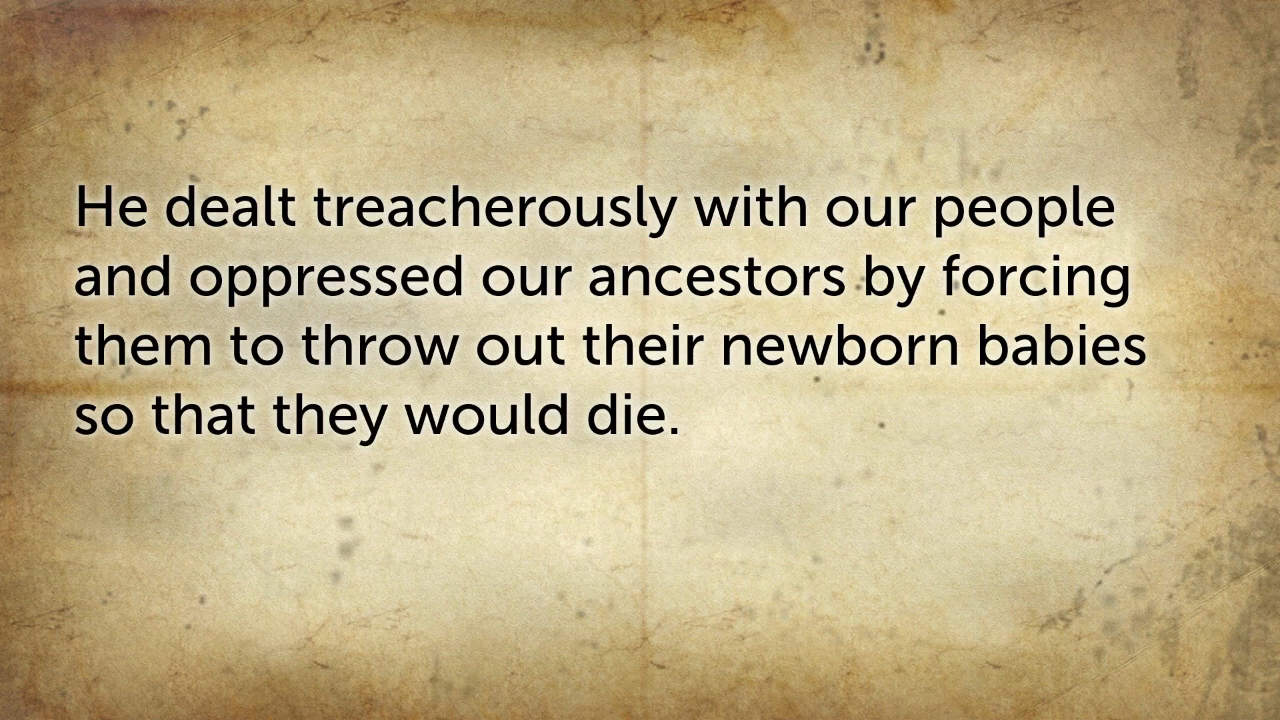 He dealt treacherously with our people
and oppressed our ancestors by forcing
them to throw out their newborn babies
so that they would die.